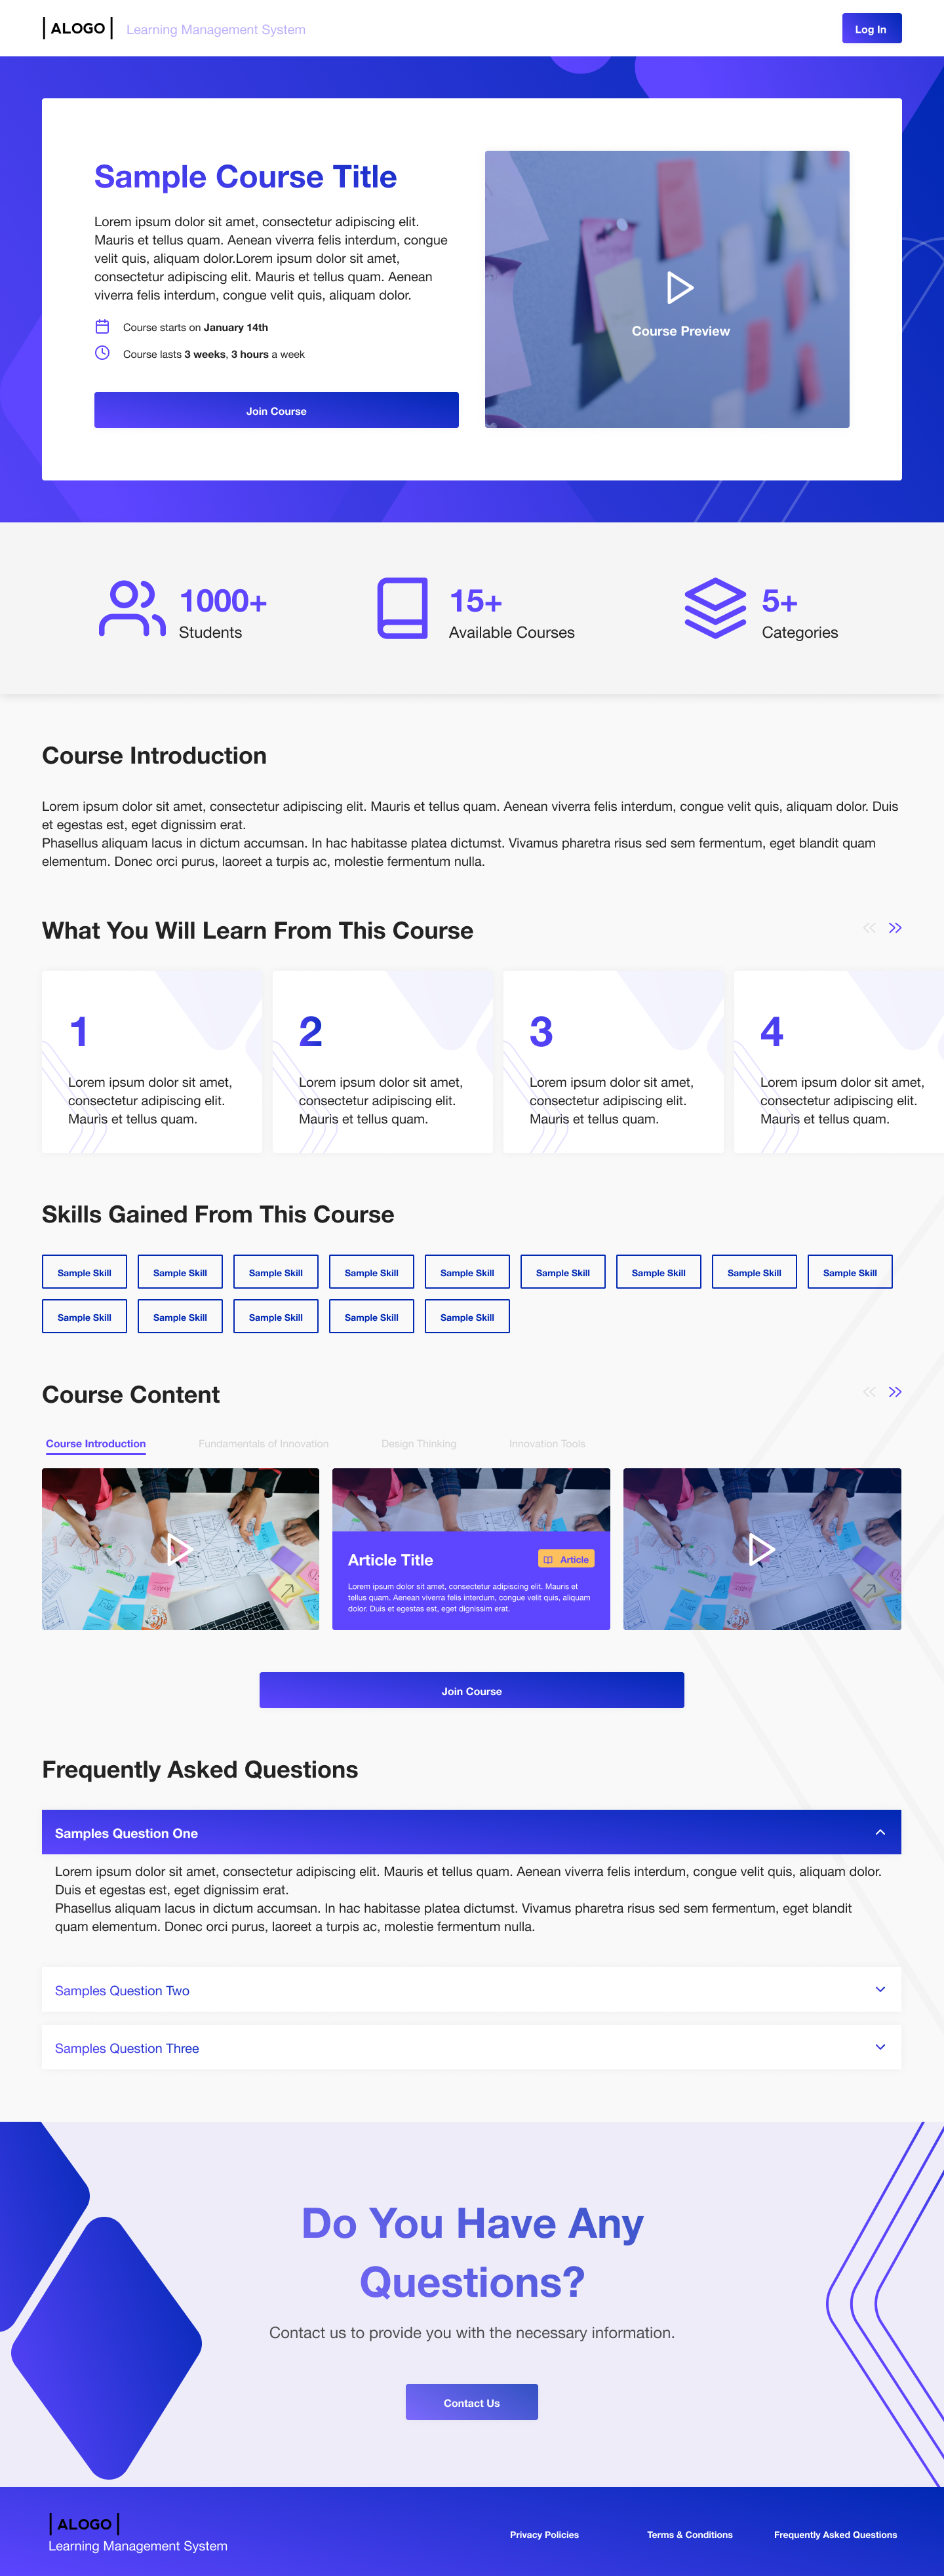 ALOGO
Learning Management System
Log In
Sample Course Title
Lorem ipsum dolor sit amet, consectetur adipiscing elit.
Mauris et tellus quam. Aenean viverra felis interdum, congue
velit quis, aliquam dolor.Lorem ipsum dolor sit amet,
consectetur adipiscing elit. Mauris et tellus quam. Aenean
viverra felis interdum, congue velit quis, aliquam dolor.
Course starts on January 14th
Course lasts 3 weeks, 3 hours a week
Join Course
Course Preview
1000+
Students
15+
Available Courses
5+
Categories
Course Introduction
Lorem ipsum dolor sit amet, consectetur adipiscing elit. Mauris et tellus quam. Aenean viverra felis interdum, congue velit quis, aliquam dolor. Duis
et egestas est, eget dignissim erat.
Phasellus aliquam lacus in dictum accumsan. In hac habitasse platea dictumst. Vivamus pharetra risus sed sem fermentum, eget blandit quam
elementum. Donec orci purus, laoreet a turpis ac, molestie fermentum nulla.
What You Will Learn From This Course
1
Lorem ipsum dolor sit amet,
consectetur adipiscing elit.
Mauris et tellus quam.
2
Lorem ipsum dolor sit amet,
consectetur adipiscing elit.
Mauris et tellus quam.
3
Lorem ipsum dolor sit amet,
consectetur adipiscing elit.
Mauris et tellus quam.
4
Lorem ipsum dolor sit amet,
consectetur adipiscing elit.
Mauris et tellus quam.
Skills Gained From This Course
Sample Skill Sample Skill Sample Skill Sample Skill Sample Skill Sample Skill Sample Skill Sample Skill Sample Skill
Sample Skill Sample Skill Sample Skill Sample Skill Sample Skill
Course Content
Course Introduction Fundamentals of Innovation Design Thinking Innovation Tools
Article Title
Article
Lorem ipsum dolor sit amet, consectetur adipiscing elit. Mauris et
tellus quam. Aenean viverra felis interdum, congue velit quis, aliquam
dolor. Duis et egestas est, eget dignissim erat.
Join Course
Frequently Asked Questions
Samples Question One
Lorem ipsum dolor sit amet, consectetur adipiscing elit. Mauris et tellus quam. Aenean viverra felis interdum, congue velit quis, aliquam dolor.
Duis et egestas est, eget dignissim erat.
Phasellus aliquam lacus in dictum accumsan. In hac habitasse platea dictumst. Vivamus pharetra risus sed sem fermentum, eget blandit
quam elementum. Donec orci purus, laoreet a turpis ac, molestie fermentum nulla.
Samples Question Two
Samples Question Three
Do You Have Any
Questions?
Contact us to provide you with the necessary information.
Contact Us
ALOGO
Learning Management System
Privacy Policies
Terms & Conditions
Frequently Asked Questions